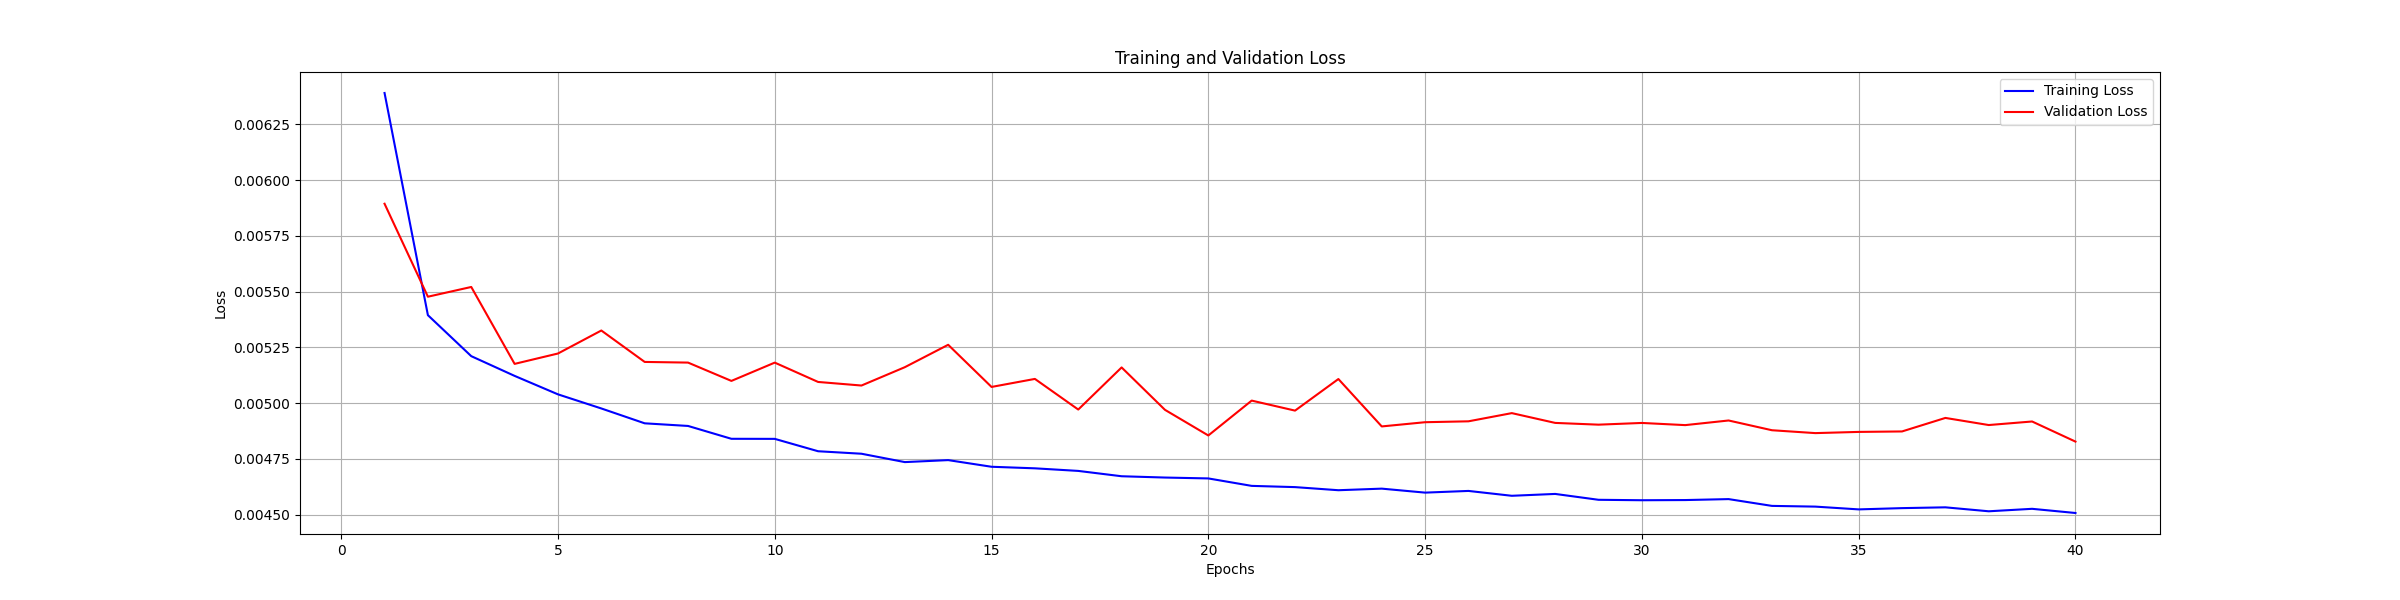 Training and Validation Loss
Training Loss
Validation Loss
0.00625
0.00600
0.00575
0.00550
0.00525
0.00500
0.00475
0.00450
Loss
0 5 10 15 20 25 30 35 40
Epochs